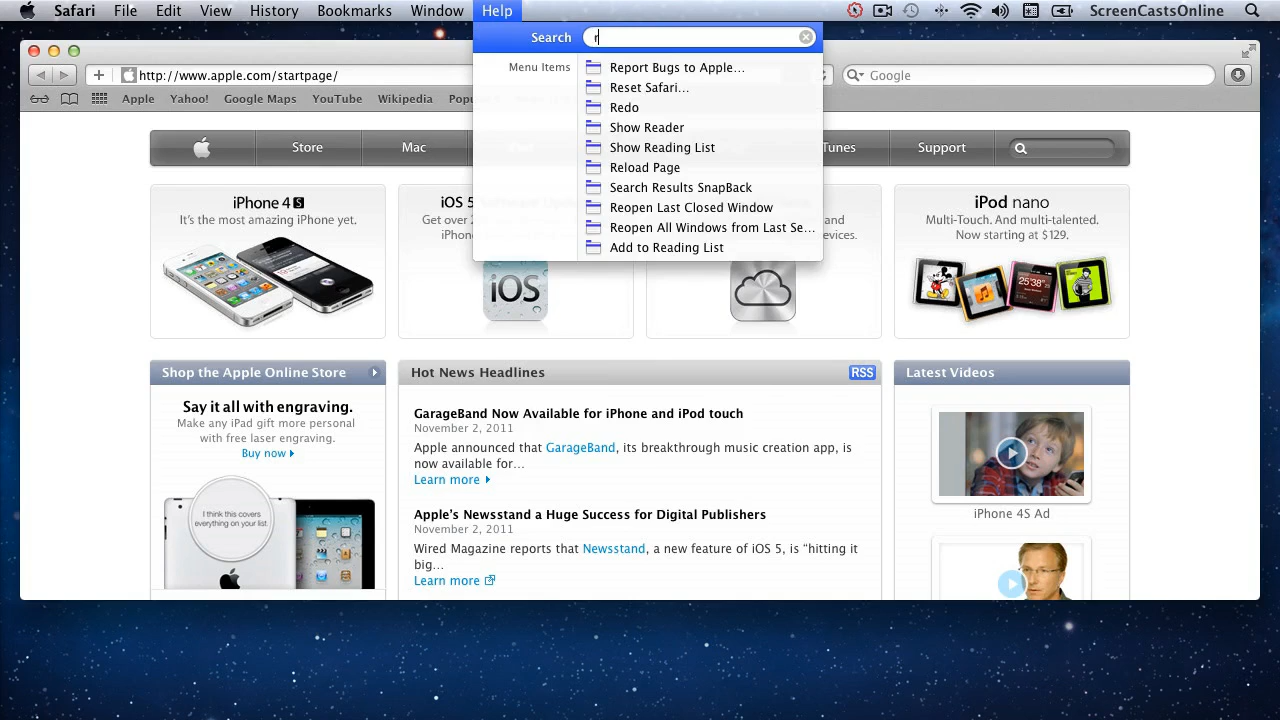 Safari File Edit View History Bookmarks Window Help ScreenCastsOnline
Search r
http://www.apple.com/startpage/
Google
Apple Yahoo! Google Maps YouTube Wikipedia
Menu Items
Report Bugs to Apple…
Reset Safari…
Redo
Show Reader
Show Reading List
Reload Page
Search Results SnapBack
Reopen Last Closed Window
Reopen All Windows from Last Se…
Add to Reading List
Store Mac Support
iPhone 4S
It’s the most amazing iPhone yet.
iOS 5
iOS
iPod nano
Multi-Touch. And multi-talented.
Now starting at $129.
Shop the Apple Online Store
Say it all with engraving.
Make any iPad gift more personal
with free laser engraving.
Buy now
I think this covers
everything on your list.
Hot News Headlines RSS
GarageBand Now Available for iPhone and iPod touch
November 2, 2011
Apple announced that GarageBand, its breakthrough music creation app, is
now available for…
Learn more
Apple’s Newsstand a Huge Success for Digital Publishers
November 2, 2011
Wired Magazine reports that Newsstand, a new feature of iOS 5, is “hitting it
big…
Learn more
Latest Videos
iPhone 4S Ad